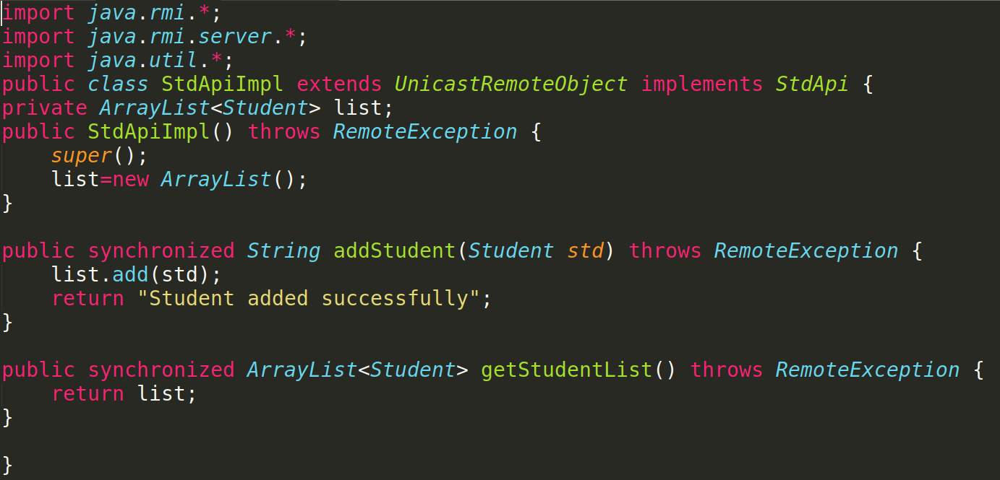 import java.rmi.*;
import java.rmi.server.*;
import java.util.*;
public class StdApiImpl extends UnicastRemoteObject implements StdApi {
private ArrayList<Student> list;
public StdApiImpl() throws RemoteException {
    super();
    list=new ArrayList();
}

public synchronized String addStudent(Student std) throws RemoteException {
    list.add(std);
    return "Student added successfully";
}

public synchronized ArrayList<Student> getStudentList() throws RemoteException {
    return list;
}

}